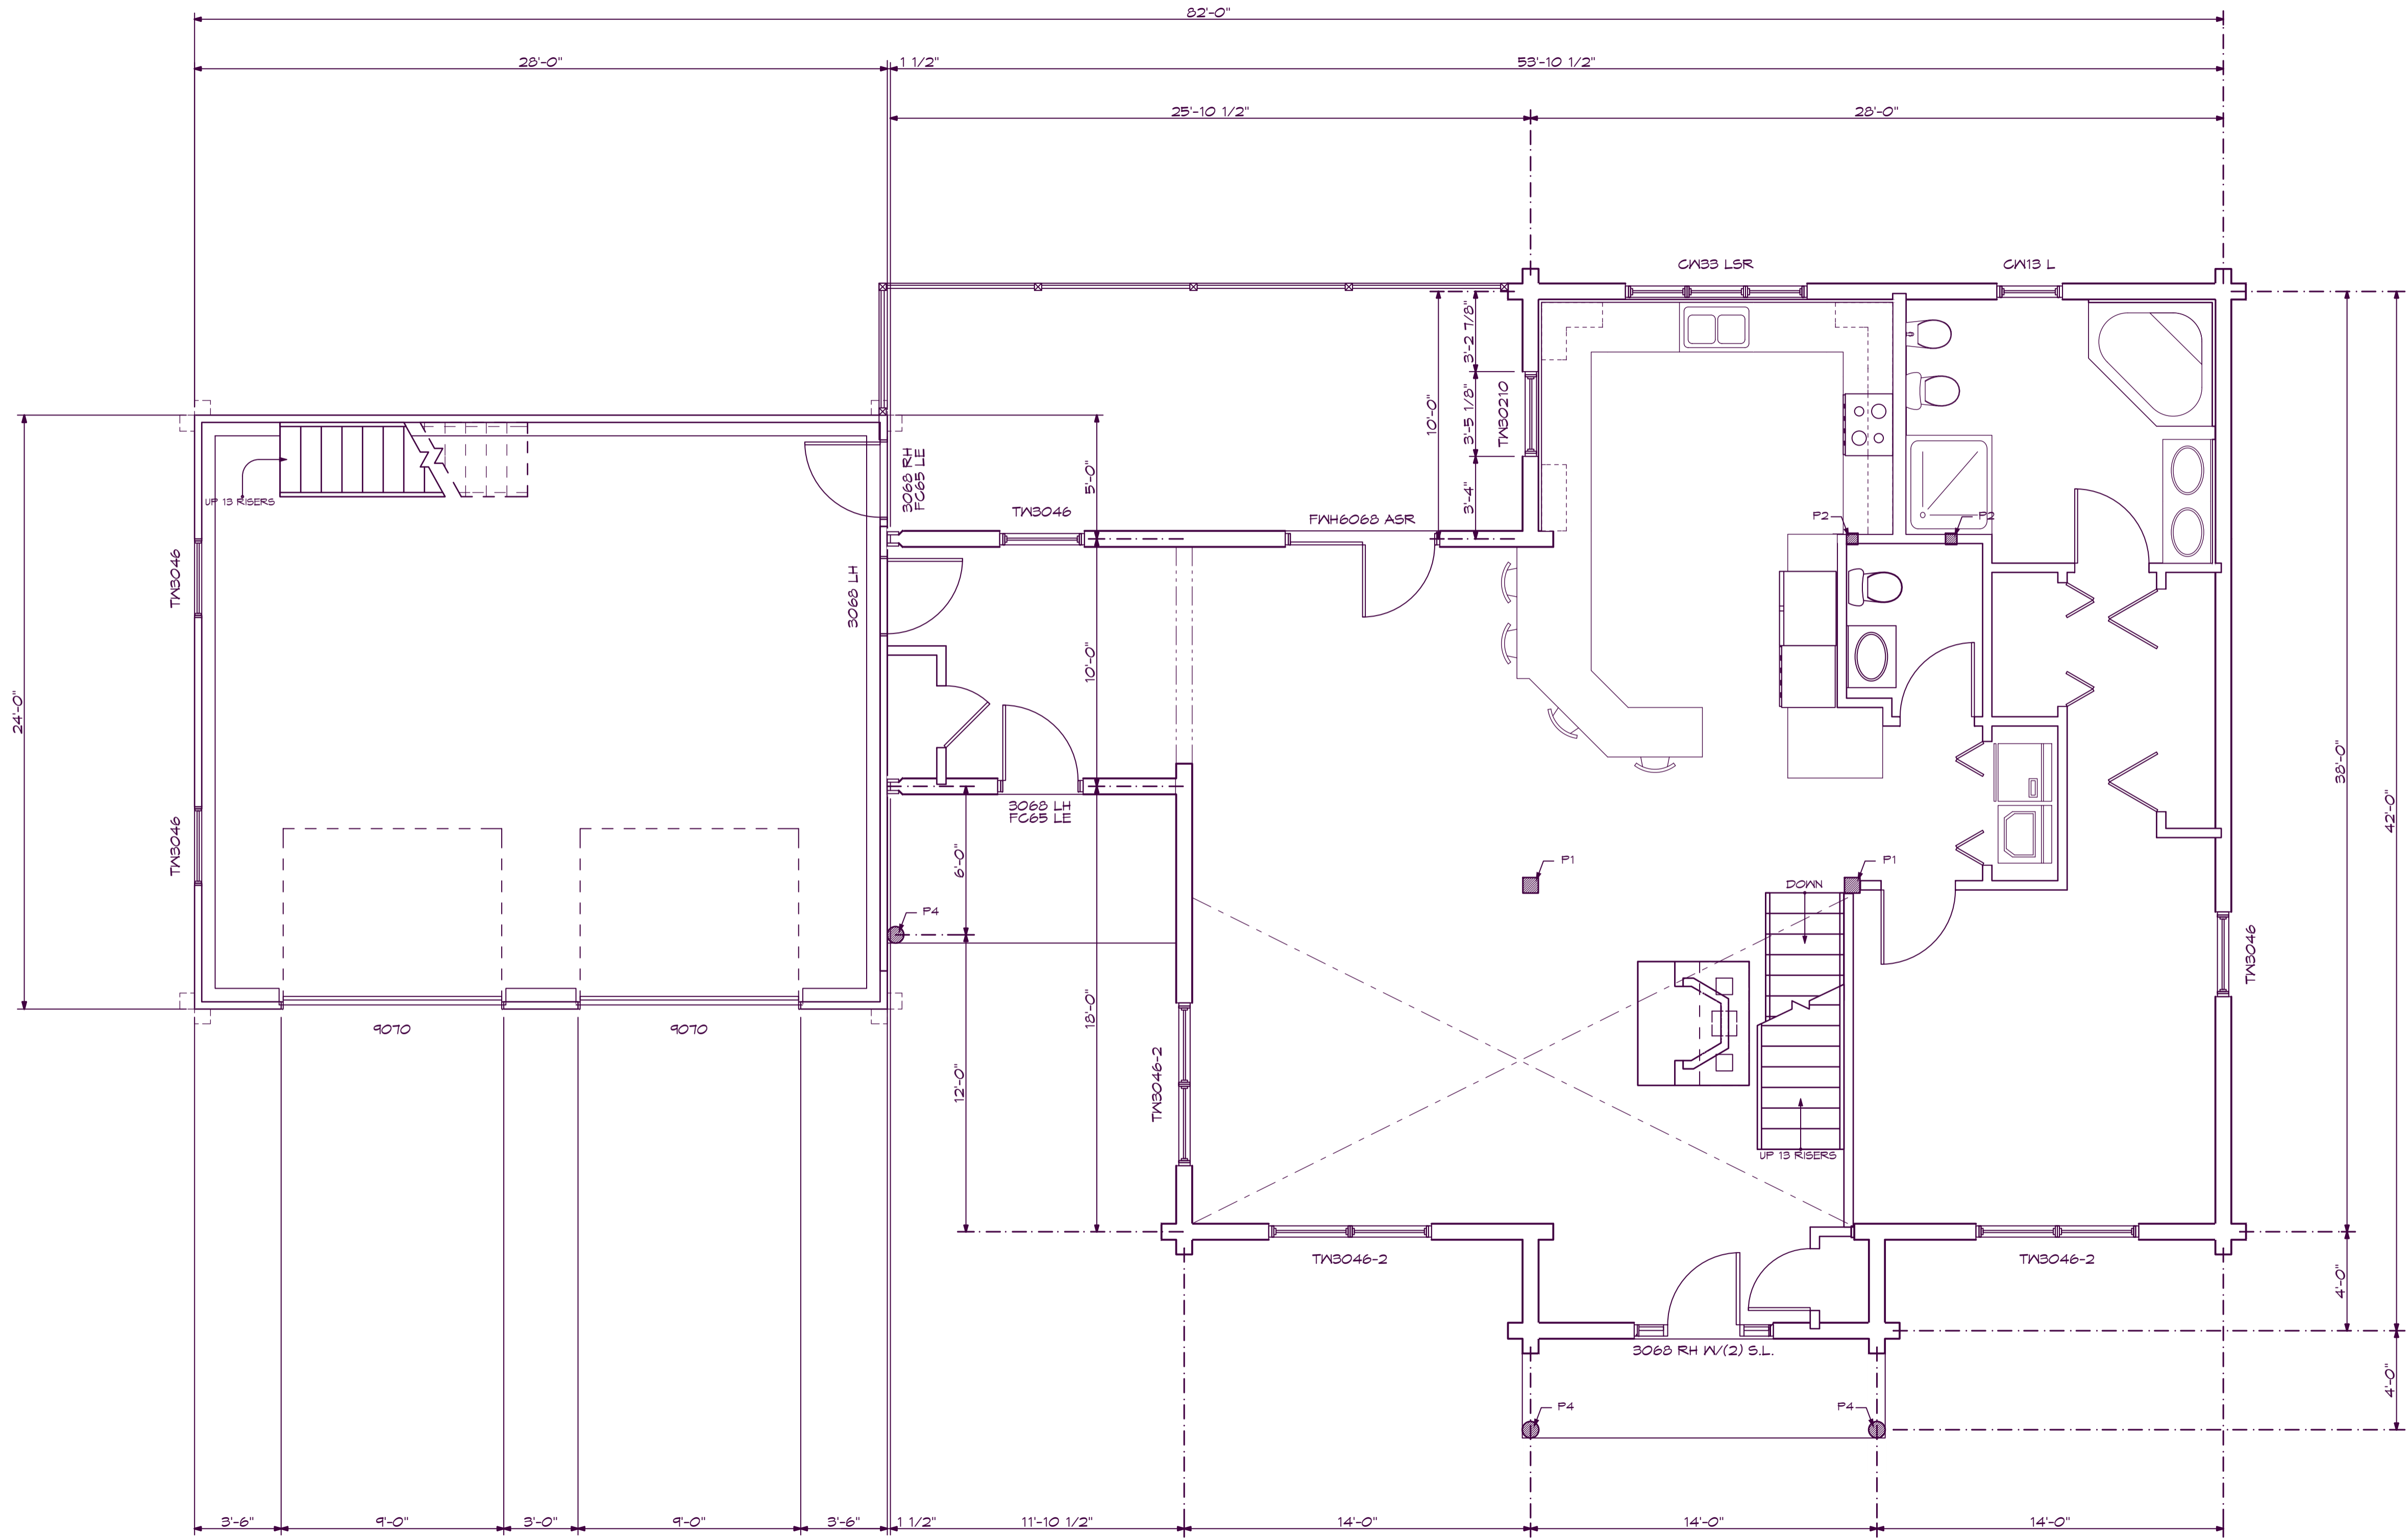 82'-0"
28'-0"
1 1/2"
53'-10 1/2"
25'-10 1/2"
28'-0"
CW33 LSR
CW13 L
3'-2 7/8"
10'-0"
3'-5 1/8"
TW30210
3'-4"
UP 13 RISERS
3068 RH
FC65 LE
5'-0"
TW3046
FWH6068 ASR
P2
P2
TW3046
3068 LH
10'-0"
24'-0"
38'-0"
42'-0"
3068 LH
FC65 LE
TW3046
6'-0"
P1
P1
DOWN
P4
TW3046
18'-0"
9070
9070
12'-0"
TW3046-2
UP 13 RISERS
TW3046-2
TW3046-2
4'-0"
3068 RH W/(2) S.L.
4'-0"
P4
P4
3'-6"
9'-0"
3'-0"
9'-0"
3'-6"
1 1/2"
11'-10 1/2"
14'-0"
14'-0"
14'-0"